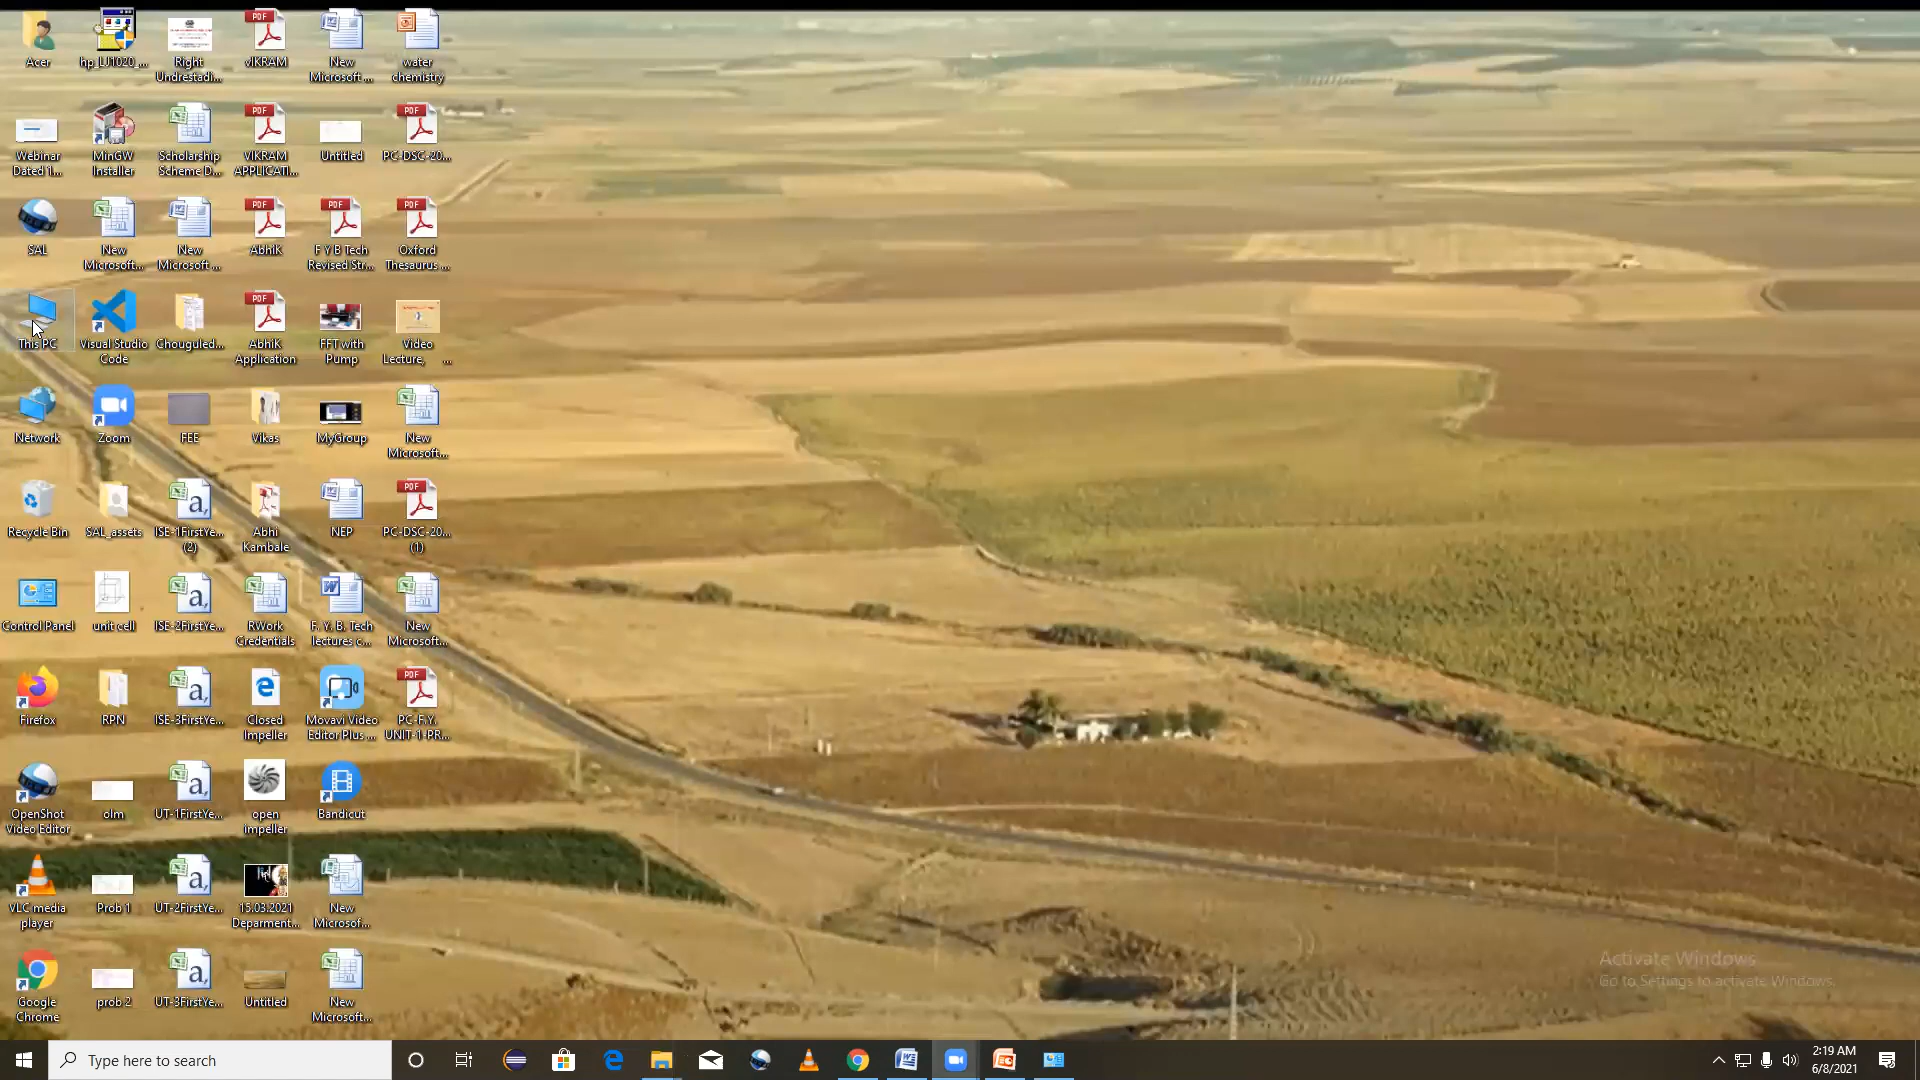 Acer
hp_LJ1020_...
Right
Undrestadi...
VIKRAM
New
Microsoft ...
water
chemistry
Webinar
Dated 1...
MinGW
Installer
Scholarship
Scheme D...
VIKRAM
APPLICATI...
Untitled
PC-DSC-20...
SAL
New
Microsoft...
New
Microsoft ...
AbhiK
F Y B Tech
Revised Str...
Oxford
Thesaurus ...
This PC
Visual Studio
Code
Chouguled...
AbhiK
Application
FFT with
Pump
Video
Lecture, ...
Network
Zoom
FEE
Vikas
MyGroup
New
Microsoft...
Recycle Bin
SAL_assets
ISE-1FirstYe...
(2)
Abhi
Kambale
NEP
PC-DSC-20...
(1)
Control Panel
unit cell
ISE-2FirstYe...
RWork
Credentials
F. Y. B. Tech
lectures c...
New
Microsoft...
Firefox
RPN
ISE-3FirstYe...
Closed
Impeller
Movavi Video
Editor Plus ...
PC-F.Y.
UNIT-1-PR...
OpenShot
Video Editor
olm
UT-1FirstYe...
open
impeller
Bandicut
VLC media
player
Prob 1
UT-2FirstYe...
15.03.2021
Deparment...
New
Microsof...
Google
Chrome
prob 2
UT-3FirstYe...
Untitled
New
Microsoft...
Activate Windows
Go to Settings to activate Windows.
Type here to search
2:19 AM
6/8/2021